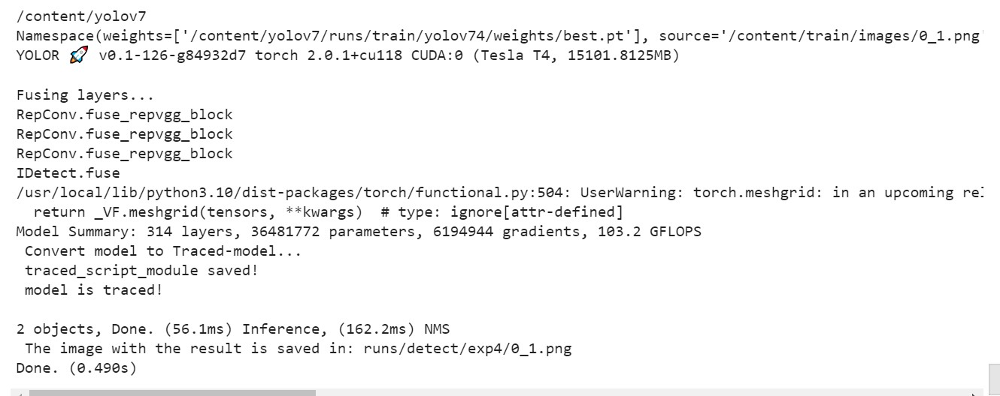 /content/yolov7
Namespace(weights=['/content/yolov7/runs/train/yolov74/weights/best.pt'], source='/content/train/images/0_1.png'
YOLOR 🚀 v0.1-126-g84932d7 torch 2.0.1+cu118 CUDA:0 (Tesla T4, 15101.8125MB)
Fusing layers...
RepConv.fuse_repvgg_block
RepConv.fuse_repvgg_block
RepConv.fuse_repvgg_block
IDetect.fuse
/usr/local/lib/python3.10/dist-packages/torch/functional.py:504: UserWarning: torch.meshgrid: in an upcoming rel
return _VF.meshgrid(tensors, **kwargs)  # type: ignore[attr-defined]
Model Summary: 314 layers, 36481772 parameters, 6194944 gradients, 103.2 GFLOPS
Convert model to Traced-model...
traced_script_module saved!
model is traced!
2 objects, Done. (56.1ms) Inference, (162.2ms) NMS
The image with the result is saved in: runs/detect/exp4/0_1.png
Done. (0.490s)